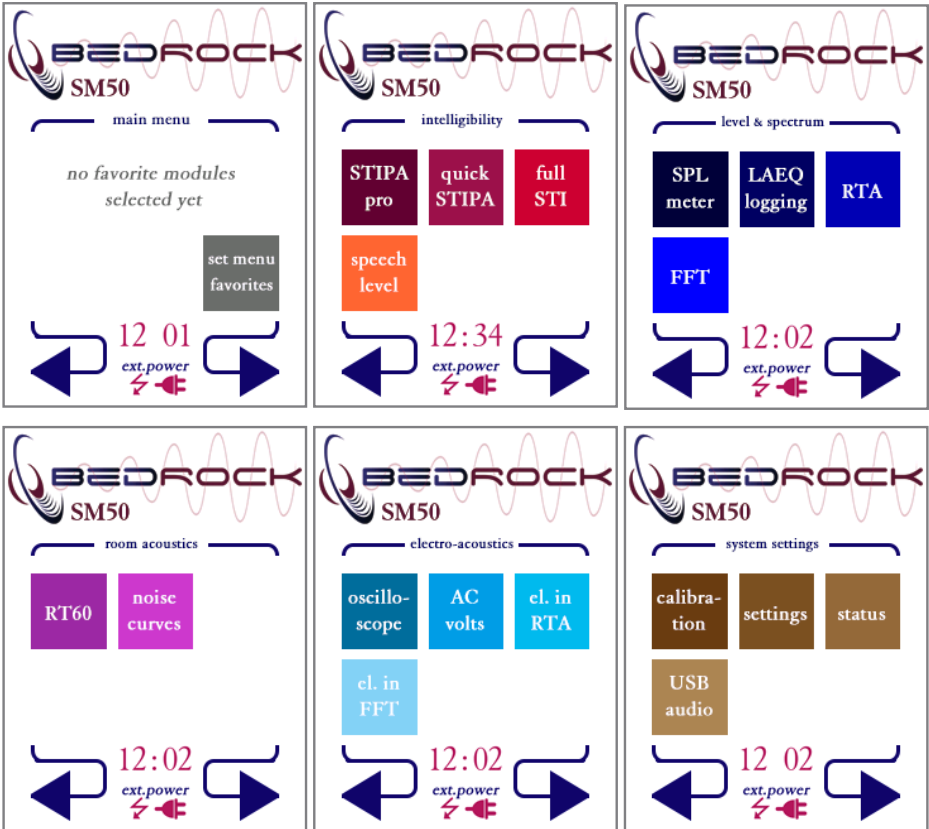 BEDROCK
SM50
main menu
no favorite modules
selected yet
set menu
favorites
12 01
ext.power
BEDROCK
SM50
intelligibility
STIPA
pro
quick
STIPA
full
STI
speech
level
12:34
ext.power
BEDROCK
SM50
level & spectrum
SPL
meter
LAEQ
logging
RTA
FFT
12:02
ext.power
BEDROCK
SM50
room acoustics
RT60
noise
curves
12:02
ext.power
BEDROCK
SM50
electro-acoustics
oscillo-
scope
AC
volts
el. in
RTA
el. in
FFT
12:02
ext.power
BEDROCK
SM50
system settings
calibra-
tion
settings
status
USB
audio
12 02
ext.power